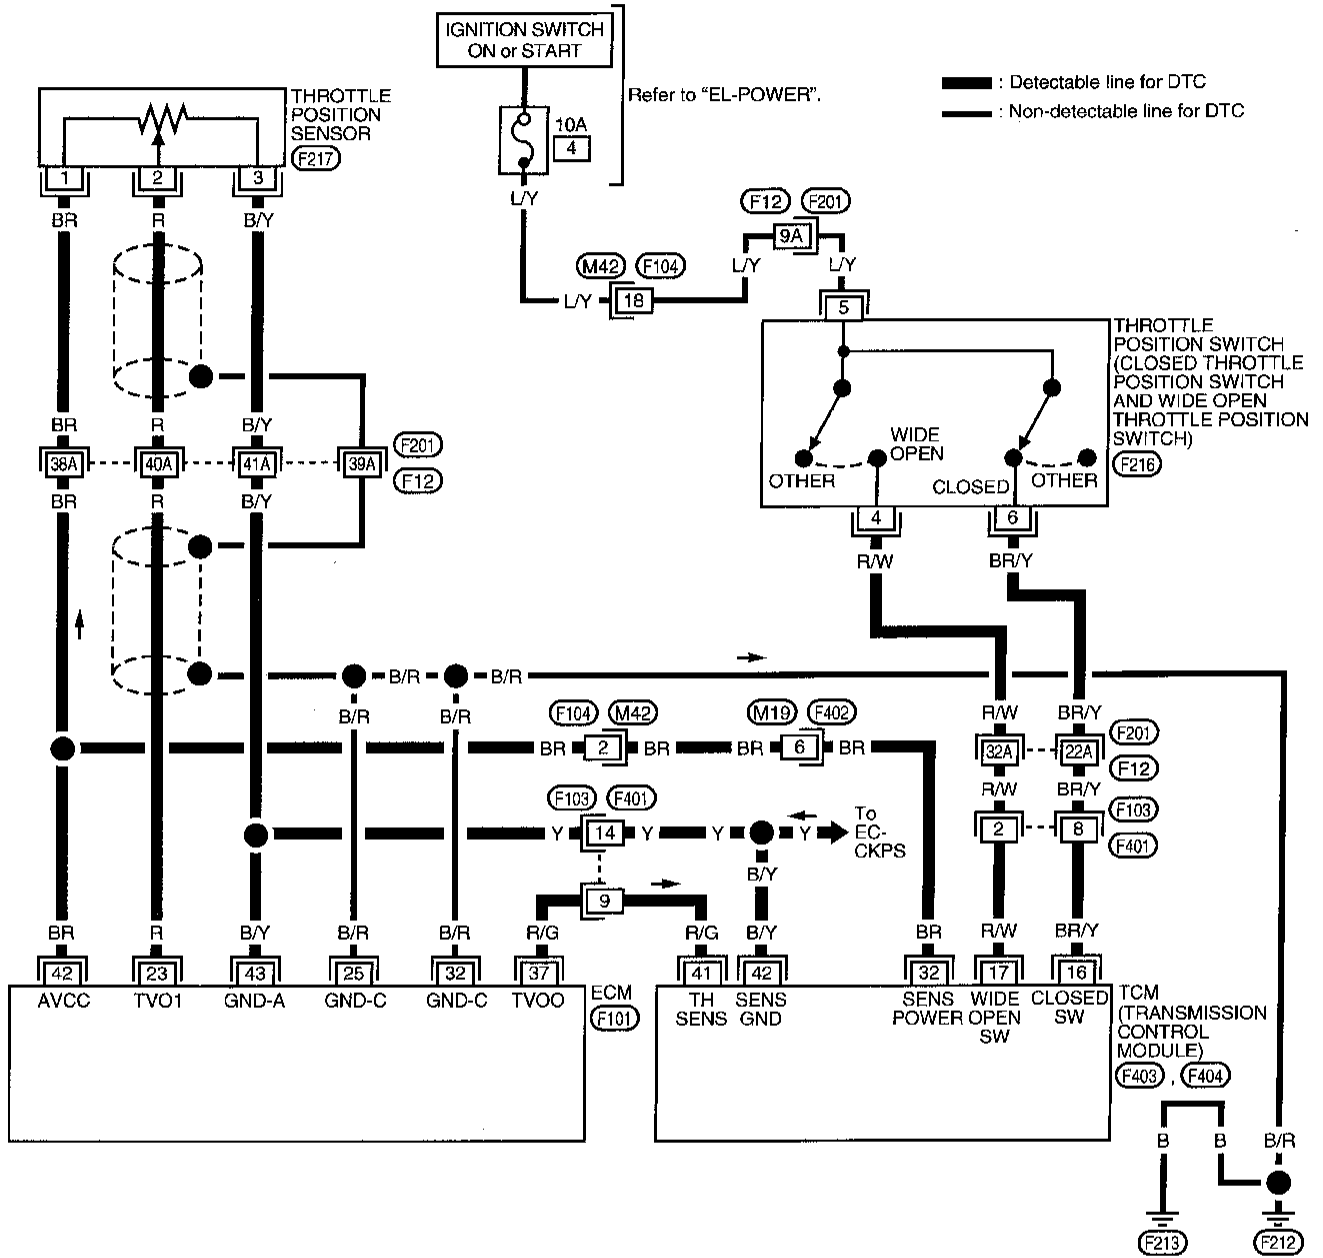 IGNITION SWITCH
ON or START
Refer to "EL-POWER".
10A
4
L/Y
: Detectable line for DTC
: Non-detectable line for DTC
THROTTLE
POSITION
SENSOR
F217
1 2 3
BR R B/Y
F12 F201
9A
L/Y L/Y
M42 F104
L/Y 18
5
THROTTLE
POSITION SWITCH
(CLOSED THROTTLE
POSITION SWITCH
AND WIDE OPEN
THROTTLE POSITION
SWITCH)
F216
WIDE
OPEN
OTHER
CLOSED
OTHER
4 6
R/W BR/Y
BR R B/Y
38A 40A 41A 39A
F201
F12
BR R B/Y
B/R B/R
B/R B/R
F104 M42
BR 2 BR
M19 F402
BR 6 BR
R/W BR/Y
32A 22A
F201
F12
R/W BR/Y
2 8
F103
F401
F103 F401
Y 14 Y Y Y
To
EC-
CKPS
B/Y
9
BR R B/Y B/R B/R R/G
R/G B/Y BR R/W BR/Y
42 23 43 25 32 37
41 42 32 17 16
AVCC TVO1 GND-A GND-C GND-C TVOO
ECM
F101
TH
SENS
SENS
GND
SENS
POWER
WIDE
OPEN
SW
CLOSED
SW
TCM
(TRANSMISSION
CONTROL
MODULE)
F403 , F404
B B B/R
F213 F212